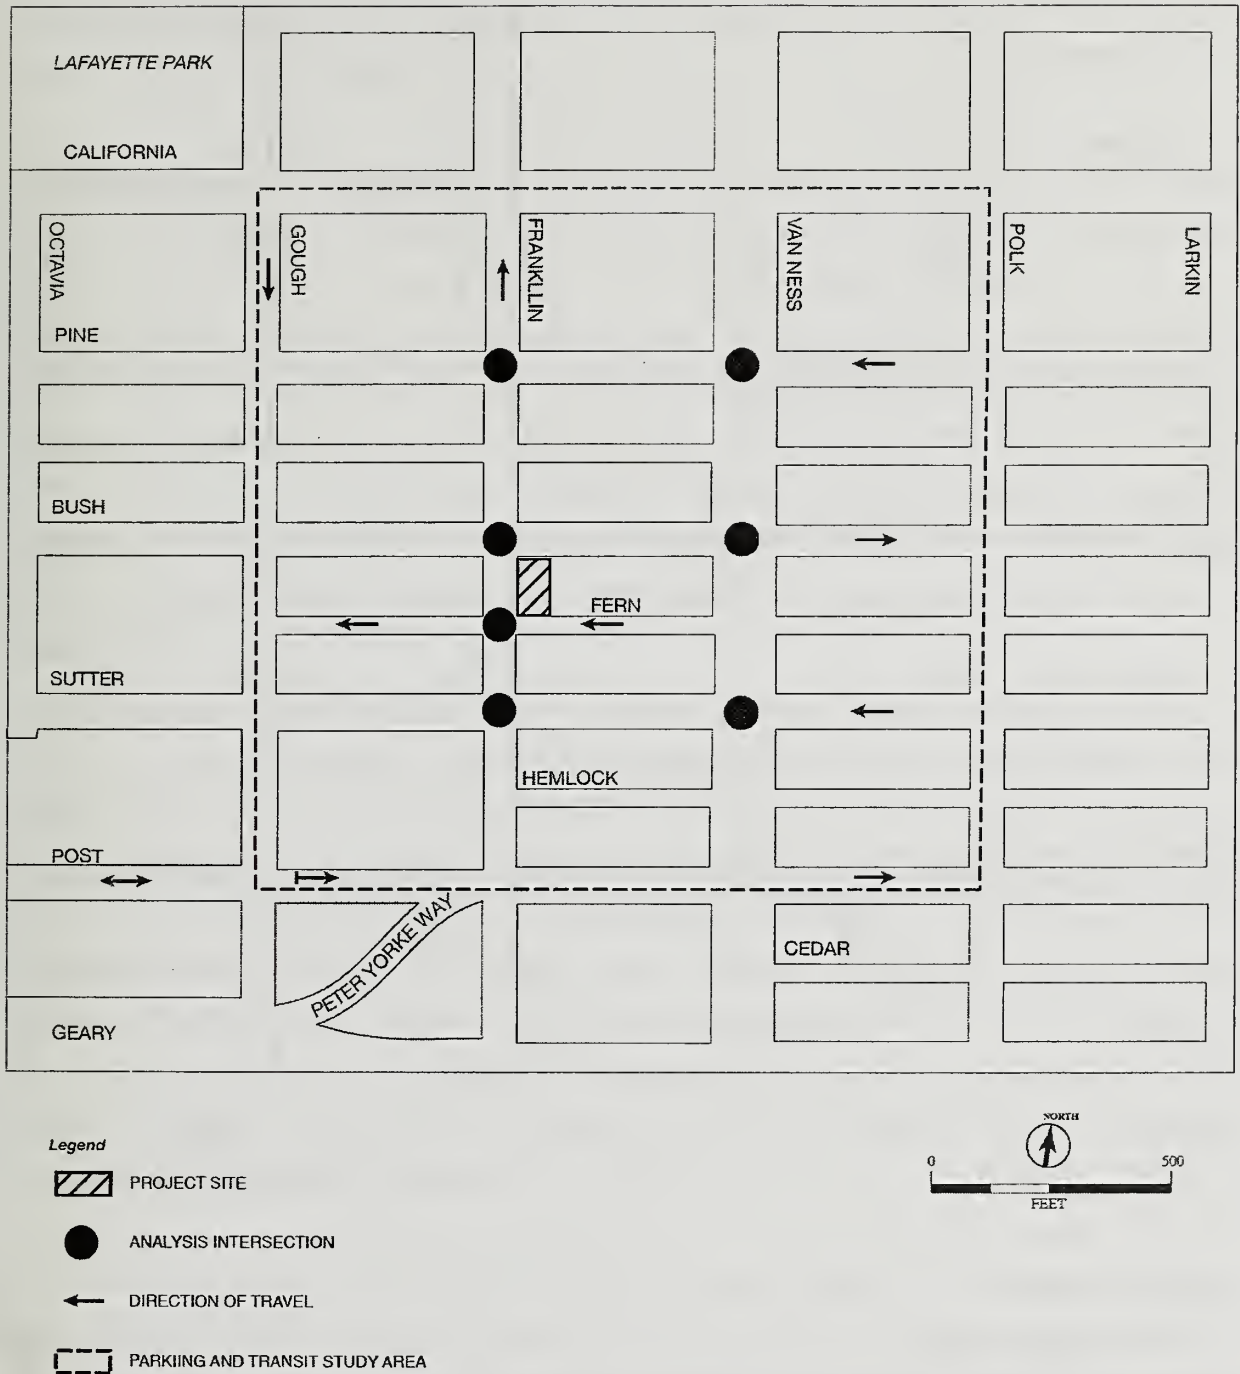 LAFAYETTE PARK
CALIFORNIA
OCTAVIA
GOUGH
FRANKLLIN
VAN NESS
POLK
LARKIN
PINE
BUSH
FERN
SUTTER
HEMLOCK
POST
PETER YORKE WAY
CEDAR
GEARY
Legend
PROJECT SITE
ANALYSIS INTERSECTION
DIRECTION OF TRAVEL
PARKIING AND TRANSIT STUDY AREA
NORTH
0 500
FEET